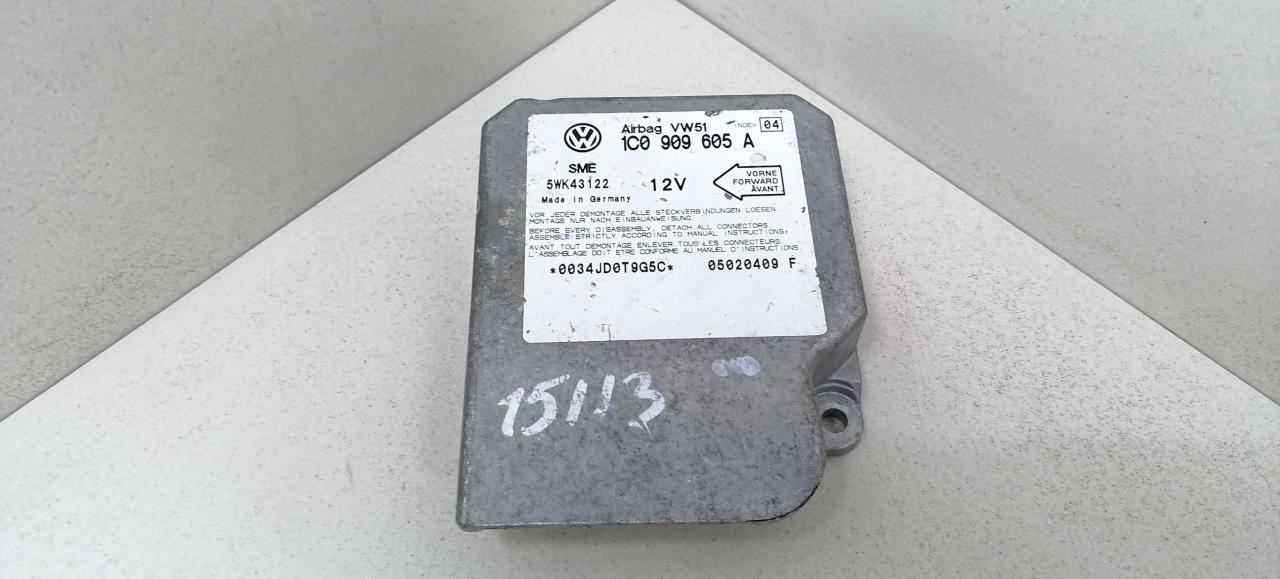 Airbag VW51 INDEX 04
1C0 909 605 A
SME
5WK43122 12V
VORNE
FORWARD
AVANT
Made in Germany
VOR JEDER DEMONTAGE ALLE STECKVERBINDUNGEN LOESEN.
MONTAGE NUR NACH EINBAUANWEISUNG.
BEFORE EVERY DISASSEMBLY, DETACH ALL CONNECTORS.
ASSEMBLE STRICTLY ACCORDING TO MANUAL INSTRUCTIONS.
AVANT TOUT DEMONTAGE ENLEVER TOUS LES CONNECTEURS.
L'ASSEMBLAGE DOIT ETRE CONFORME AU MANUEL D'INSTRUCTIONS.
*0034JD0T9G5C* 05020409 F
15113